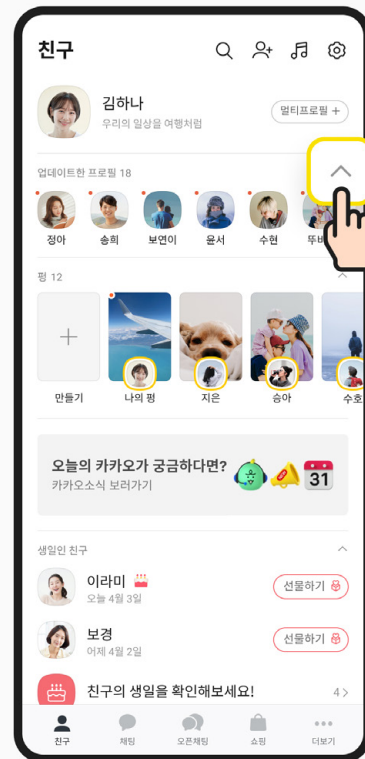 친구
김하나
우리의 일상을 여행처럼
멀티프로필 +
업데이트한 프로필 18
정아 송희 보연이 윤서 수현
펑 12
만들기 나의 펑 지은 승아 수호
오늘의 카카오가 궁금하다면?
카카오소식 보러가기
31
생일인 친구
이라미
오늘 4월 3일
선물하기
보경
어제 4월 2일
선물하기
친구의 생일을 확인해보세요! 4
친구 채팅 오픈채팅 쇼핑 더보기